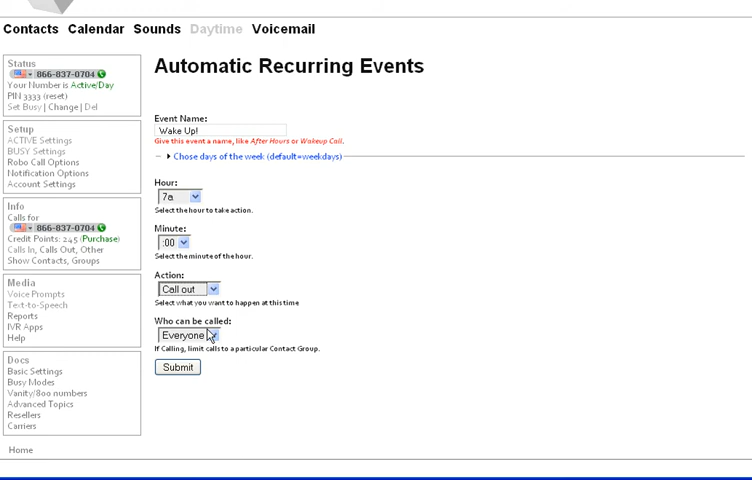 Contacts Calendar Sounds Daytime Voicemail
Status
866-837-0704
Your Number is Active/Day
PIN 3333 (reset)
Set Busy | Change | Del
Setup
ACTIVE Settings
BUSY Settings
Robo Call Options
Notification Options
Account Settings
Info
Calls for
866-837-0704
Credit Points: 245 (Purchase)
Calls In, Calls Out, Other
Show Contacts, Groups
Media
Voice Prompts
Text-to-Speech
Reports
IVR Apps
Help
Docs
Basic Settings
Busy Modes
Vanity/800 numbers
Advanced Topics
Resellers
Carriers
Home
Automatic Recurring Events
Event Name:
Wake Up!
Give this event a name, like After Hours or Wakeup Call.
Chose days of the week (default=weekdays)
Hour:
7a
Select the hour to take action.
Minute:
:00
Select the minute of the hour.
Action:
Call out
Select what you want to happen at this time
Who can be called:
Everyone
If Calling, limit calls to a particular Contact Group.
Submit